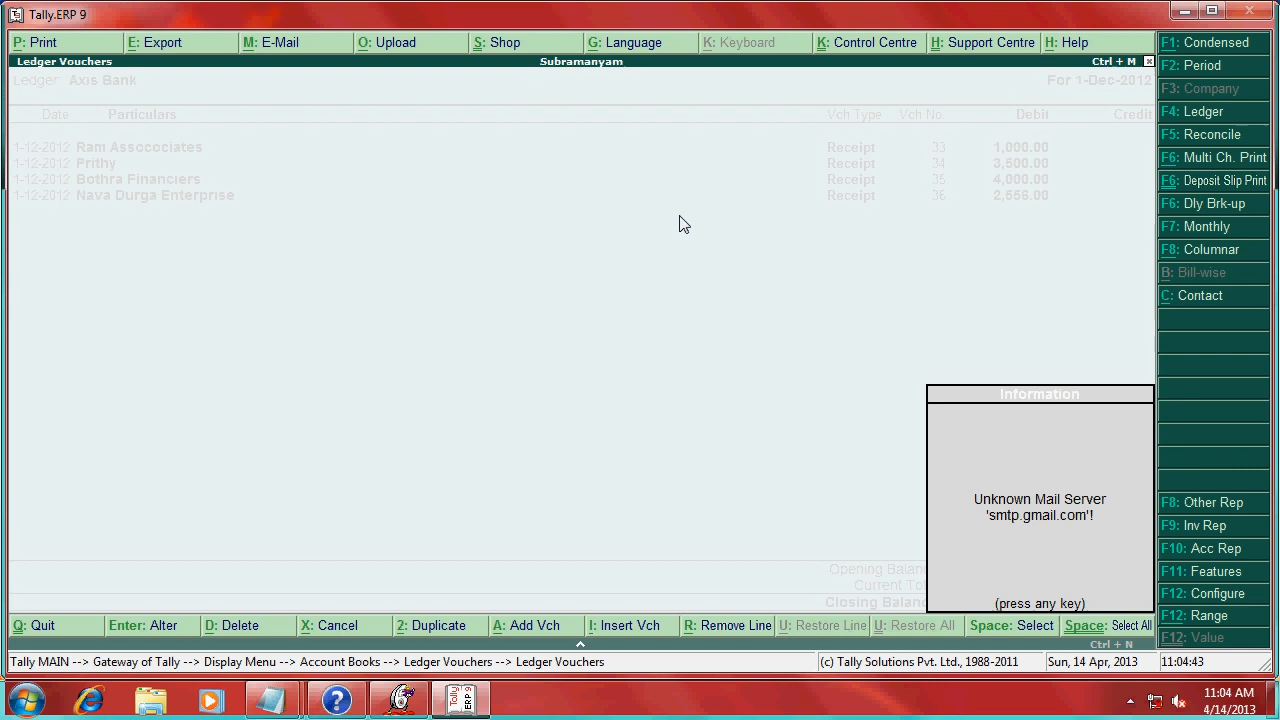 Tally.ERP 9
P: Print E: Export M: E-Mail O: Upload S: Shop G: Language K: Keyboard K: Control Centre H: Support Centre H: Help
Ledger Vouchers Subramanyam Ctrl + M
Ledger: Axis Bank For 1-Dec-2012
Date Particulars Vch Type Vch No. Debit Credit
1-12-2012 Ram Assocociates Receipt 33 1,000.00
1-12-2012 Prithy Receipt 34 3,500.00
1-12-2012 Bothra Financiers Receipt 35 4,000.00
1-12-2012 Nava Durga Enterprise Receipt 36 2,556.00
Opening Balan
Current Tot
Closing Balanc
Information
Unknown Mail Server
'smtp.gmail.com'!
(press any key)
F1: Condensed
F2: Period
F3: Company
F4: Ledger
F5: Reconcile
F6: Multi Ch. Print
F6: Deposit Slip Print
F6: Dly Brk-up
F7: Monthly
F8: Columnar
B: Bill-wise
C: Contact
F8: Other Rep
F9: Inv Rep
F10: Acc Rep
F11: Features
F12: Configure
F12: Range
F12: Value
Q: Quit Enter: Alter D: Delete X: Cancel 2: Duplicate A: Add Vch I: Insert Vch R: Remove Line U: Restore Line U: Restore All Space: Select Space: Select All
Ctrl + N
Tally MAIN --> Gateway of Tally --> Display Menu --> Account Books --> Ledger Vouchers --> Ledger Vouchers (c) Tally Solutions Pvt. Ltd., 1988-2011 Sun, 14 Apr, 2013 11:04:43
Tally ERP 9
11:04 AM
4/14/2013